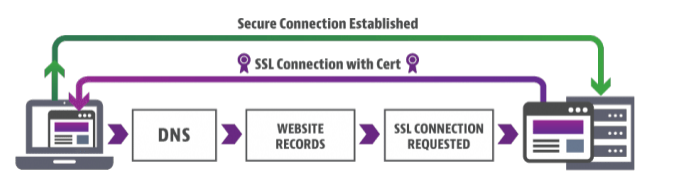 Secure Connection Established
SSL Connection with Cert
DNS
WEBSITE
RECORDS
SSL CONNECTION
REQUESTED